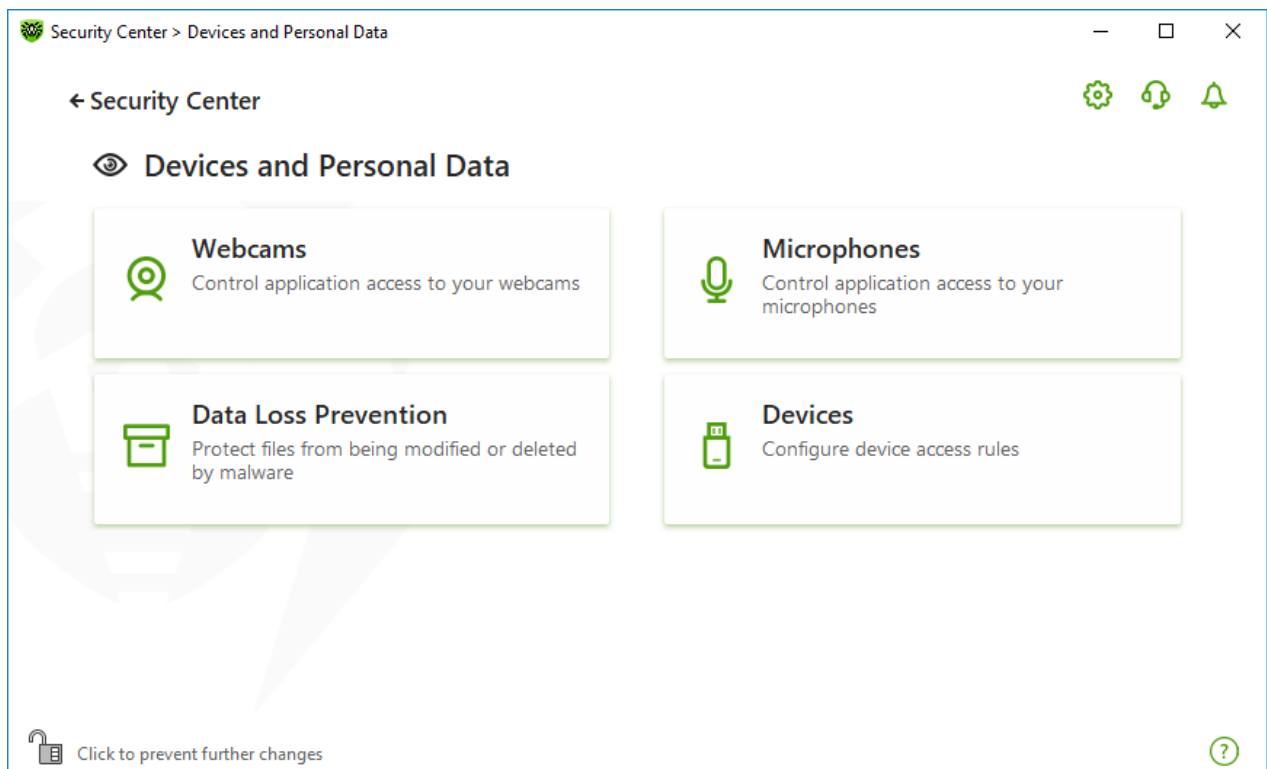 Security Center > Devices and Personal Data
Security Center
Devices and Personal Data
Webcams
Control application access to your webcams
Microphones
Control application access to your
microphones
Data Loss Prevention
Protect files from being modified or deleted
by malware
Devices
Configure device access rules
Click to prevent further changes
?